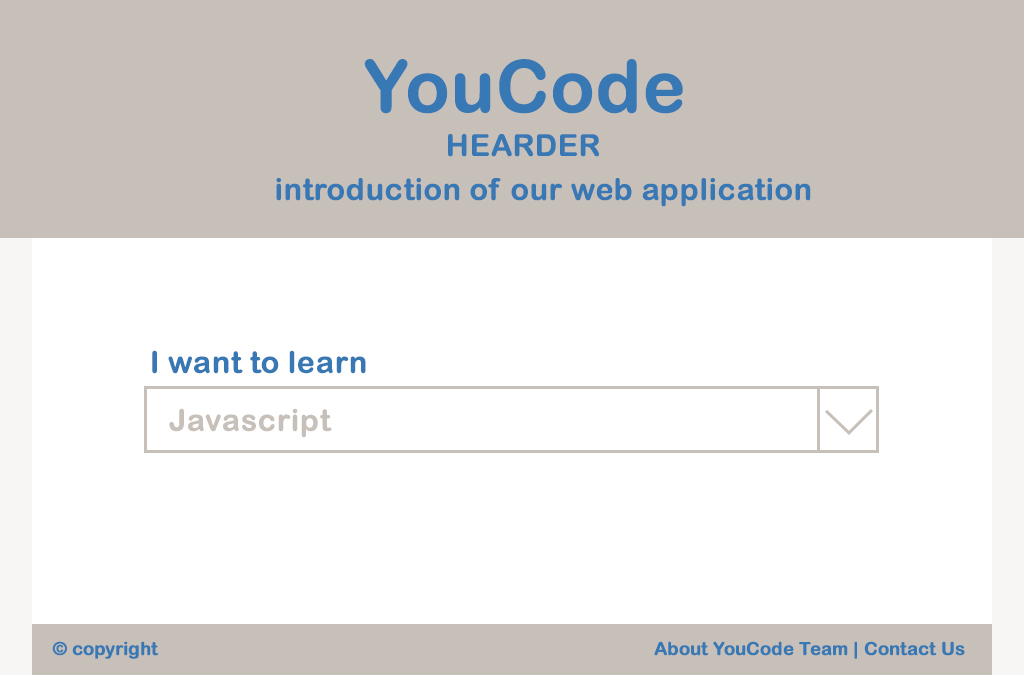 YouCode
HEARDER
introduction of our web application
I want to learn
Javascript
© copyright
About YouCode Team | Contact Us